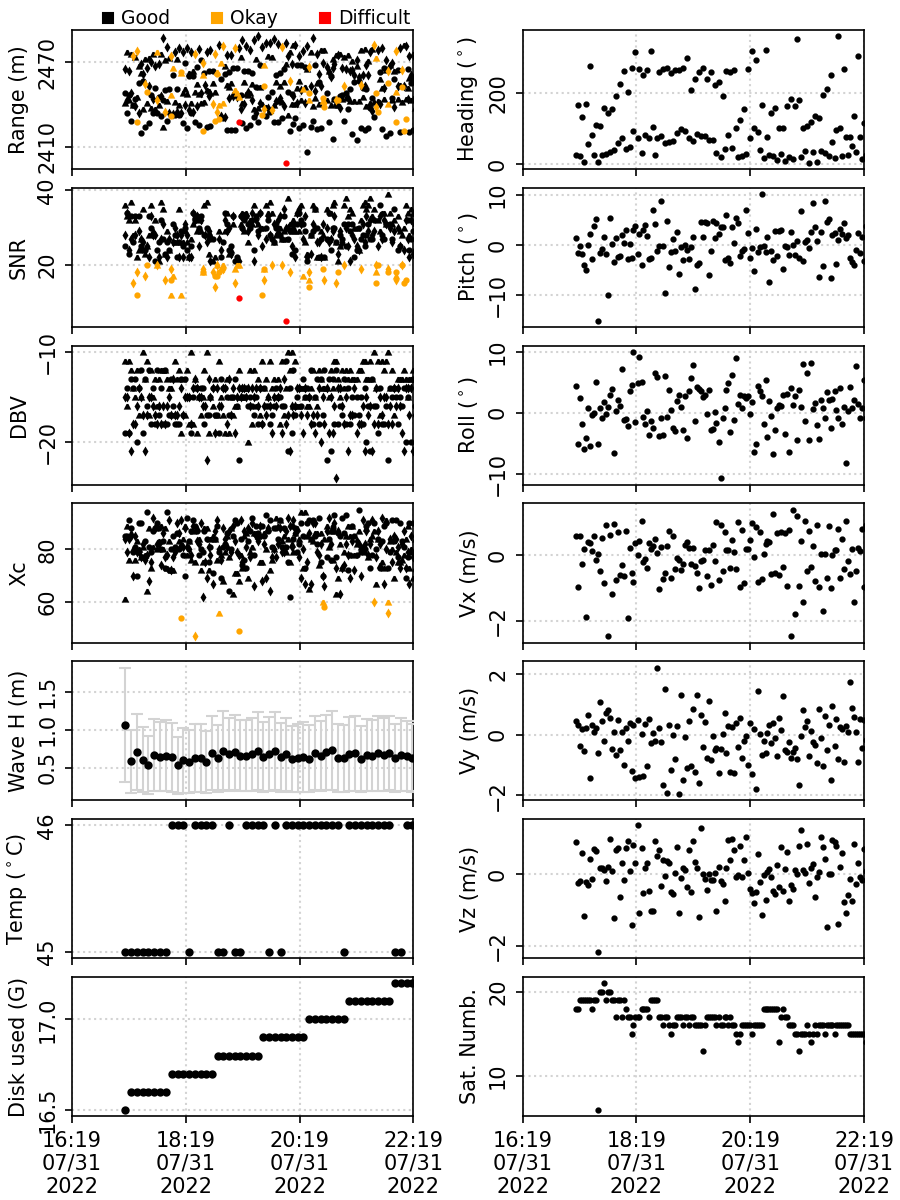 Good Okay Difficult
Range (m)
2470
2410
Heading (°)
200
0
SNR
40
20
Pitch (°)
10
0
−10
DBV
−10
−20
Roll (°)
10
0
−10
Xc
80
60
Vx (m/s)
0
−2
Wave H (m)
1.5
1.0
0.5
Vy (m/s)
2
0
−2
Temp (°C)
46
45
Vz (m/s)
0
−2
Disk used (G)
17.0
16.5
Sat. Numb.
20
10
16:19 18:19 20:19 22:19
07/31 07/31 07/31 07/31
2022 2022 2022 2022
16:19 18:19 20:19 22:19
07/31 07/31 07/31 07/31
2022 2022 2022 2022